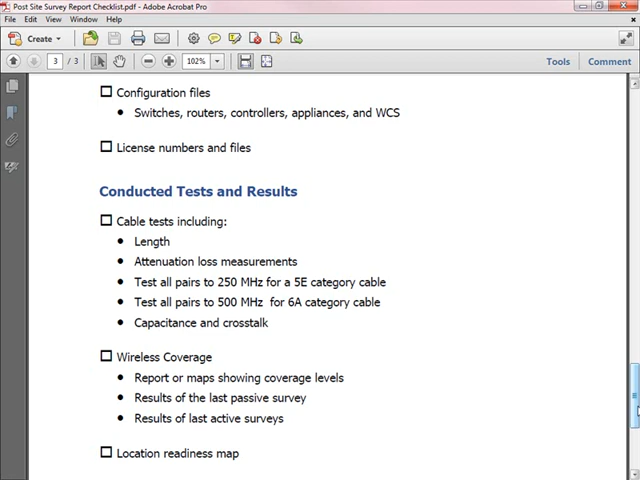 Post Site Survey Report Checklist.pdf - Adobe Acrobat Pro
File Edit View Window Help
Create
3 / 3 102% Tools Comment
Configuration files
• Switches, routers, controllers, appliances, and WCS
License numbers and files
Conducted Tests and Results
Cable tests including:
• Length
• Attenuation loss measurements
• Test all pairs to 250 MHz for a 5E category cable
• Test all pairs to 500 MHz for 6A category cable
• Capacitance and crosstalk
Wireless Coverage
• Report or maps showing coverage levels
• Results of the last passive survey
• Results of last active surveys
Location readiness map